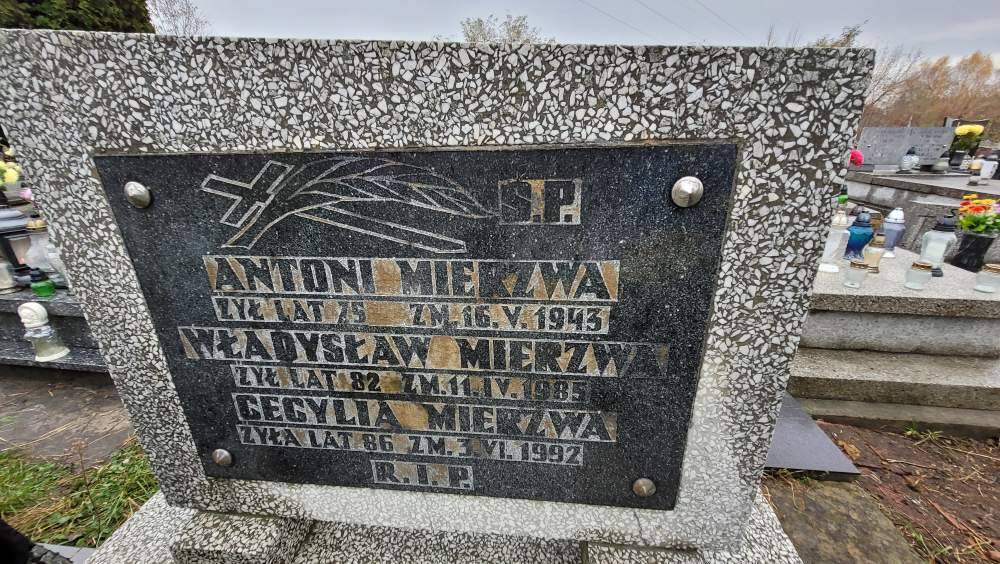 Ś.P.
ANTONI MIERZWA
ŻYŁ LAT 25 ZM. 16. V. 1943
WŁADYSŁAW MIERZWA
ŻYŁ LAT 82 ZM. 11. IV. 1985
CECYLIA MIERZWA
ŻYŁA LAT 86 ZM. 3. VI. 1992
R.I.P.